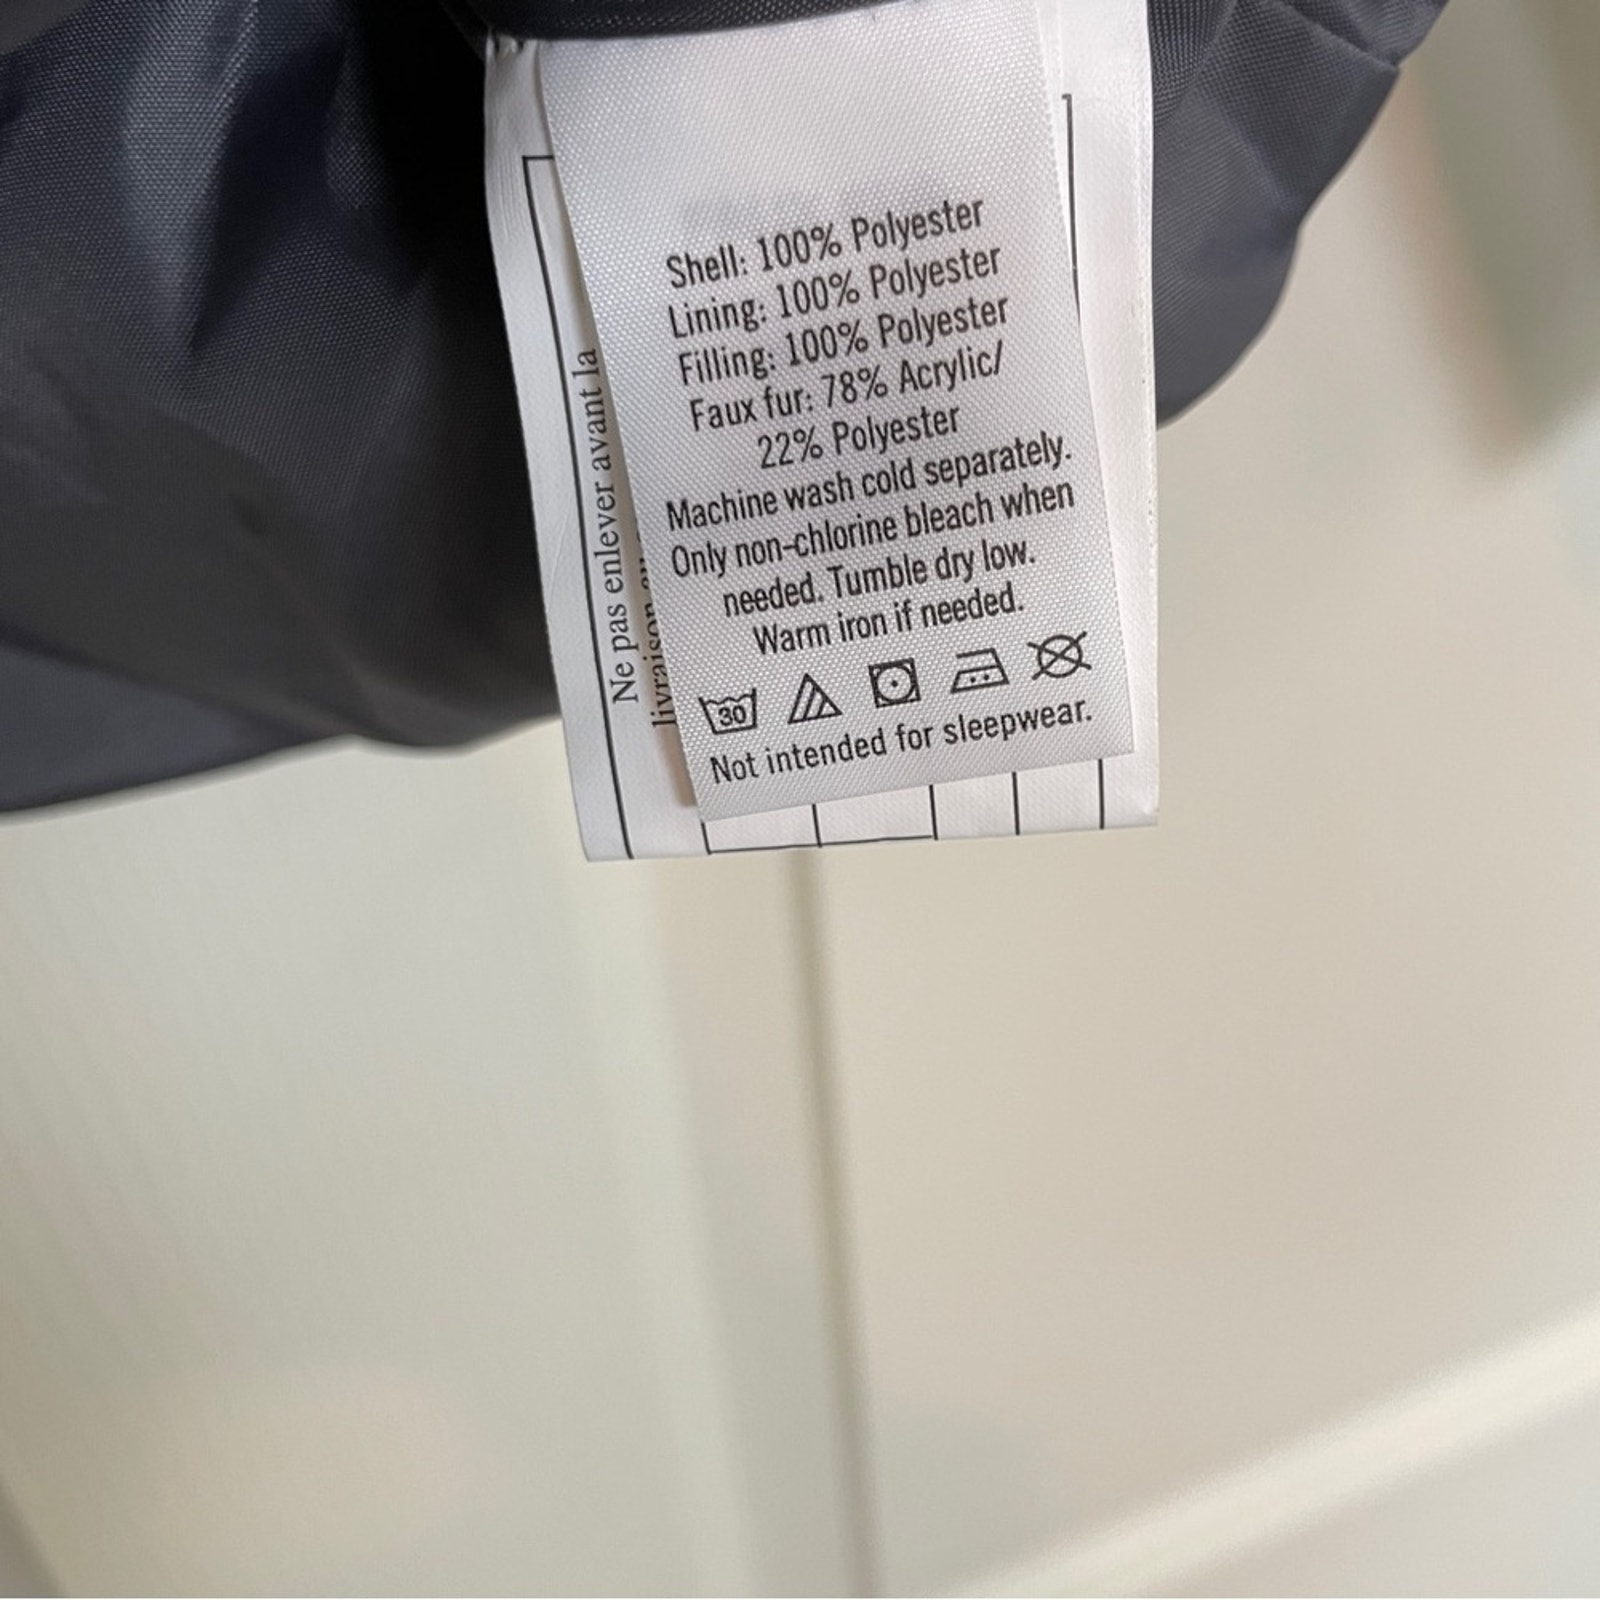 Shell: 100% Polyester
Lining: 100% Polyester
Filling: 100% Polyester
Faux fur: 78% Acrylic/
22% Polyester
Machine wash cold separately.
Only non-chlorine bleach when
needed. Tumble dry low.
Warm iron if needed.
30
Not intended for sleepwear.
Ne pas enlever avant la
livraison au